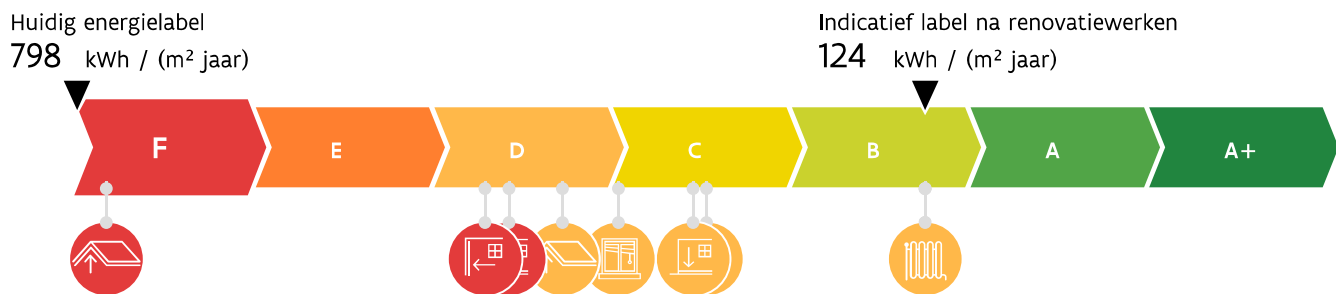 Huidig energielabel
798 kWh / (m² jaar)
Indicatief label na renovatiewerken
124 kWh / (m² jaar)
F E D C B A A+